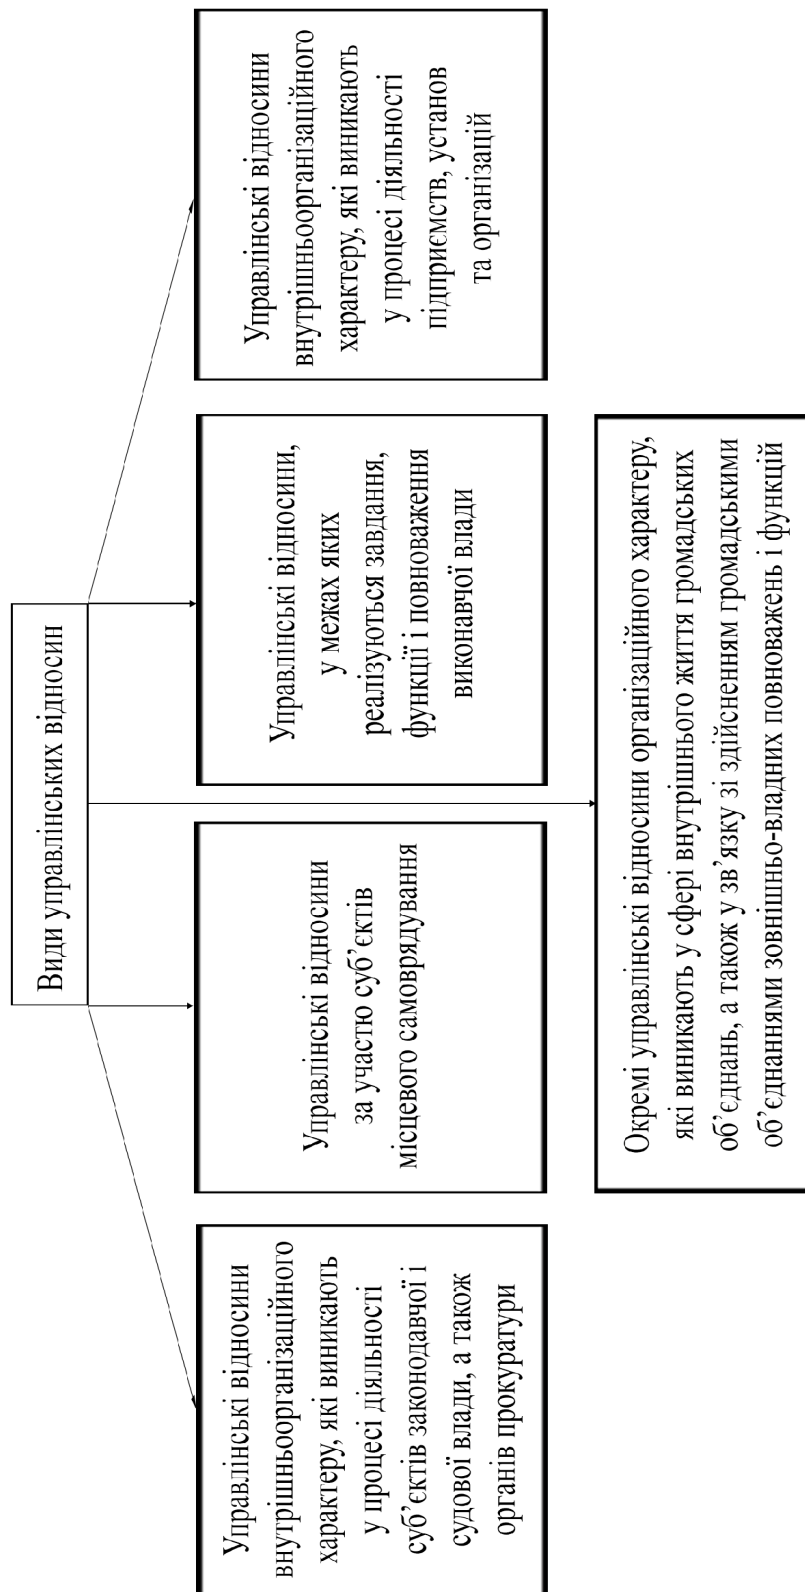 Види управлінських відносин
Управлінські відносини
внутрішньоорганізаційного
характеру, які виникають
у процесі діяльності
суб’єктів законодавчої і
судової влади, а також
органів прокуратури
Управлінські відносини
за участю суб’єктів
місцевого самоврядування
Управлінські відносини,
у межах яких
реалізуються завдання,
функції і повноваження
виконавчої влади
Управлінські відносини
внутрішньоорганізаційного
характеру, які виникають
у процесі діяльності
підприємств, установ
та організацій
Окремі управлінські відносини організаційного характеру,
які виникають у сфері внутрішнього життя громадських
об’єднань, а також у зв’язку зі здійсненням громадськими
об’єднаннями зовнішньо-владних повноважень і функцій